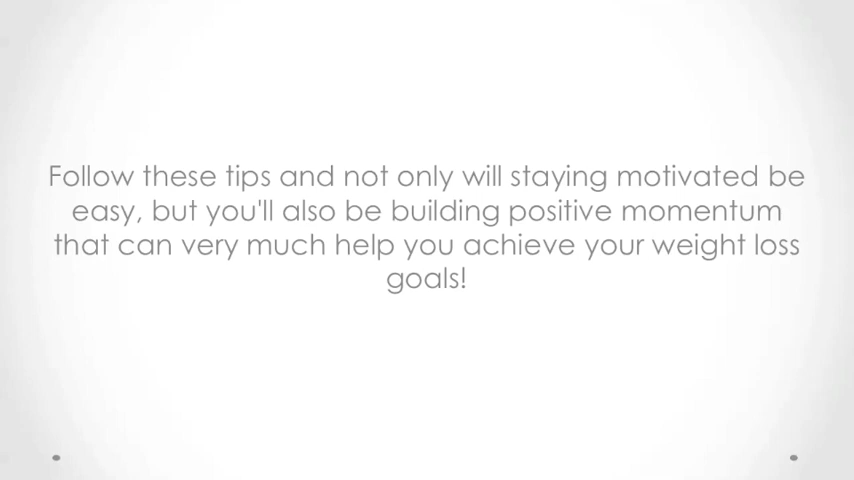 Follow these tips and not only will staying motivated be
easy, but you'll also be building positive momentum
that can very much help you achieve your weight loss
goals!